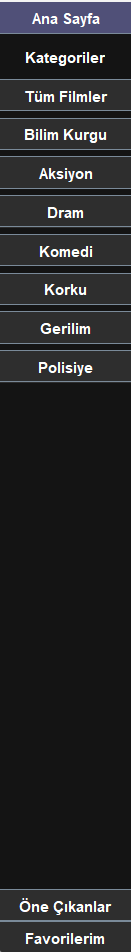 Ana Sayfa
Kategoriler
Tüm Filmler
Bilim Kurgu
Aksiyon
Dram
Komedi
Korku
Gerilim
Polisiye
Öne Çıkanlar
Favorilerim